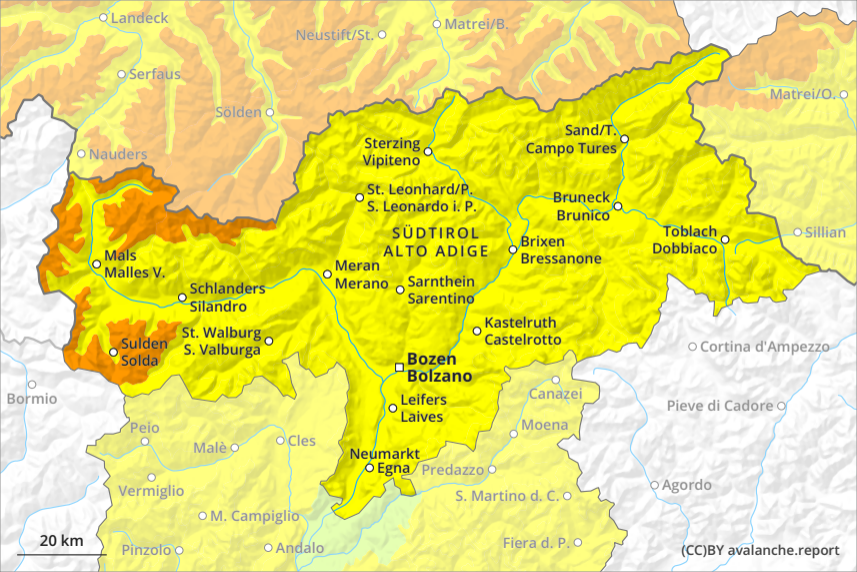 Landeck
Matrei/B.
Neustift/St.
Serfaus
Matrei/O.
Sölden
Nauders
Sterzing
Vipiteno
Sand/T.
Campo Tures
St. Leonhard/P.
S. Leonardo i. P.
Bruneck
Brunico
SÜDTIROL
ALTO ADIGE
Toblach
Dobbiaco
Sillian
Brixen
Bressanone
Mals
Malles V.
Meran
Merano
Sarnthein
Sarentino
Schlanders
Silandro
Kastelruth
Castelrotto
St. Walburg
S. Valburga
Sulden
Solda
Cortina d'Ampezzo
Bozen
Bolzano
Bormio
Canazei
Leifers
Laives
Pieve di Cadore
Peio
Moena
Malè
Cles
Neumarkt
Egna
Predazzo
Vermiglio
Agordo
S. Martino d. C.
M. Campiglio
20 km
Pinzolo
Andalo
Fiera d. P.
(CC)BY avalanche.report